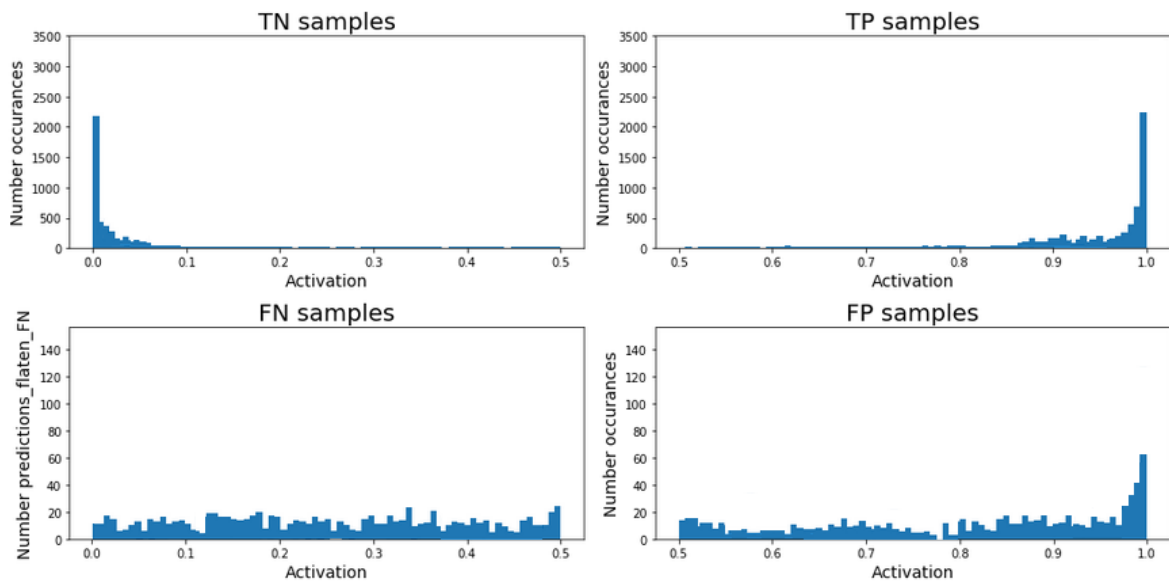 TN samples
Number occurances
3500
3000
2500
2000
1500
1000
500
0
0.0 0.1 0.2 0.3 0.4 0.5
Activation
TP samples
Number occurances
3500
3000
2500
2000
1500
1000
500
0
0.5 0.6 0.7 0.8 0.9 1.0
Activation
FN samples
Number predictions_flaten_FN
140
120
100
80
60
40
20
0
0.0 0.1 0.2 0.3 0.4 0.5
Activation
FP samples
Number occurances
140
120
100
80
60
40
20
0
0.5 0.6 0.7 0.8 0.9 1.0
Activation